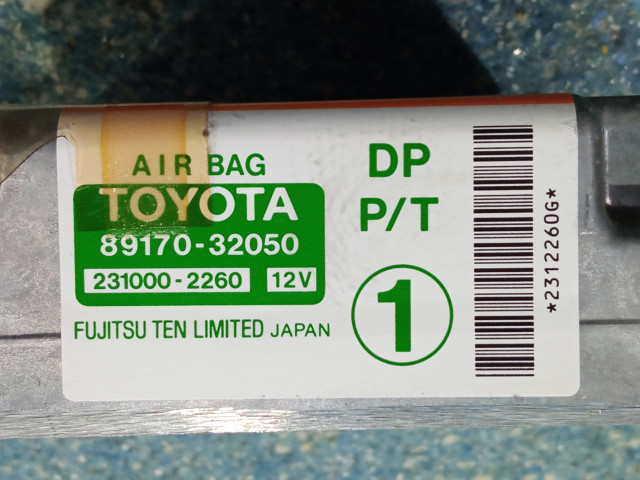 AIR BAG
TOYOTA
89170-32050
231000-2260 12V
FUJITSU TEN LIMITED JAPAN
DP
P/T
1
*2312260G*